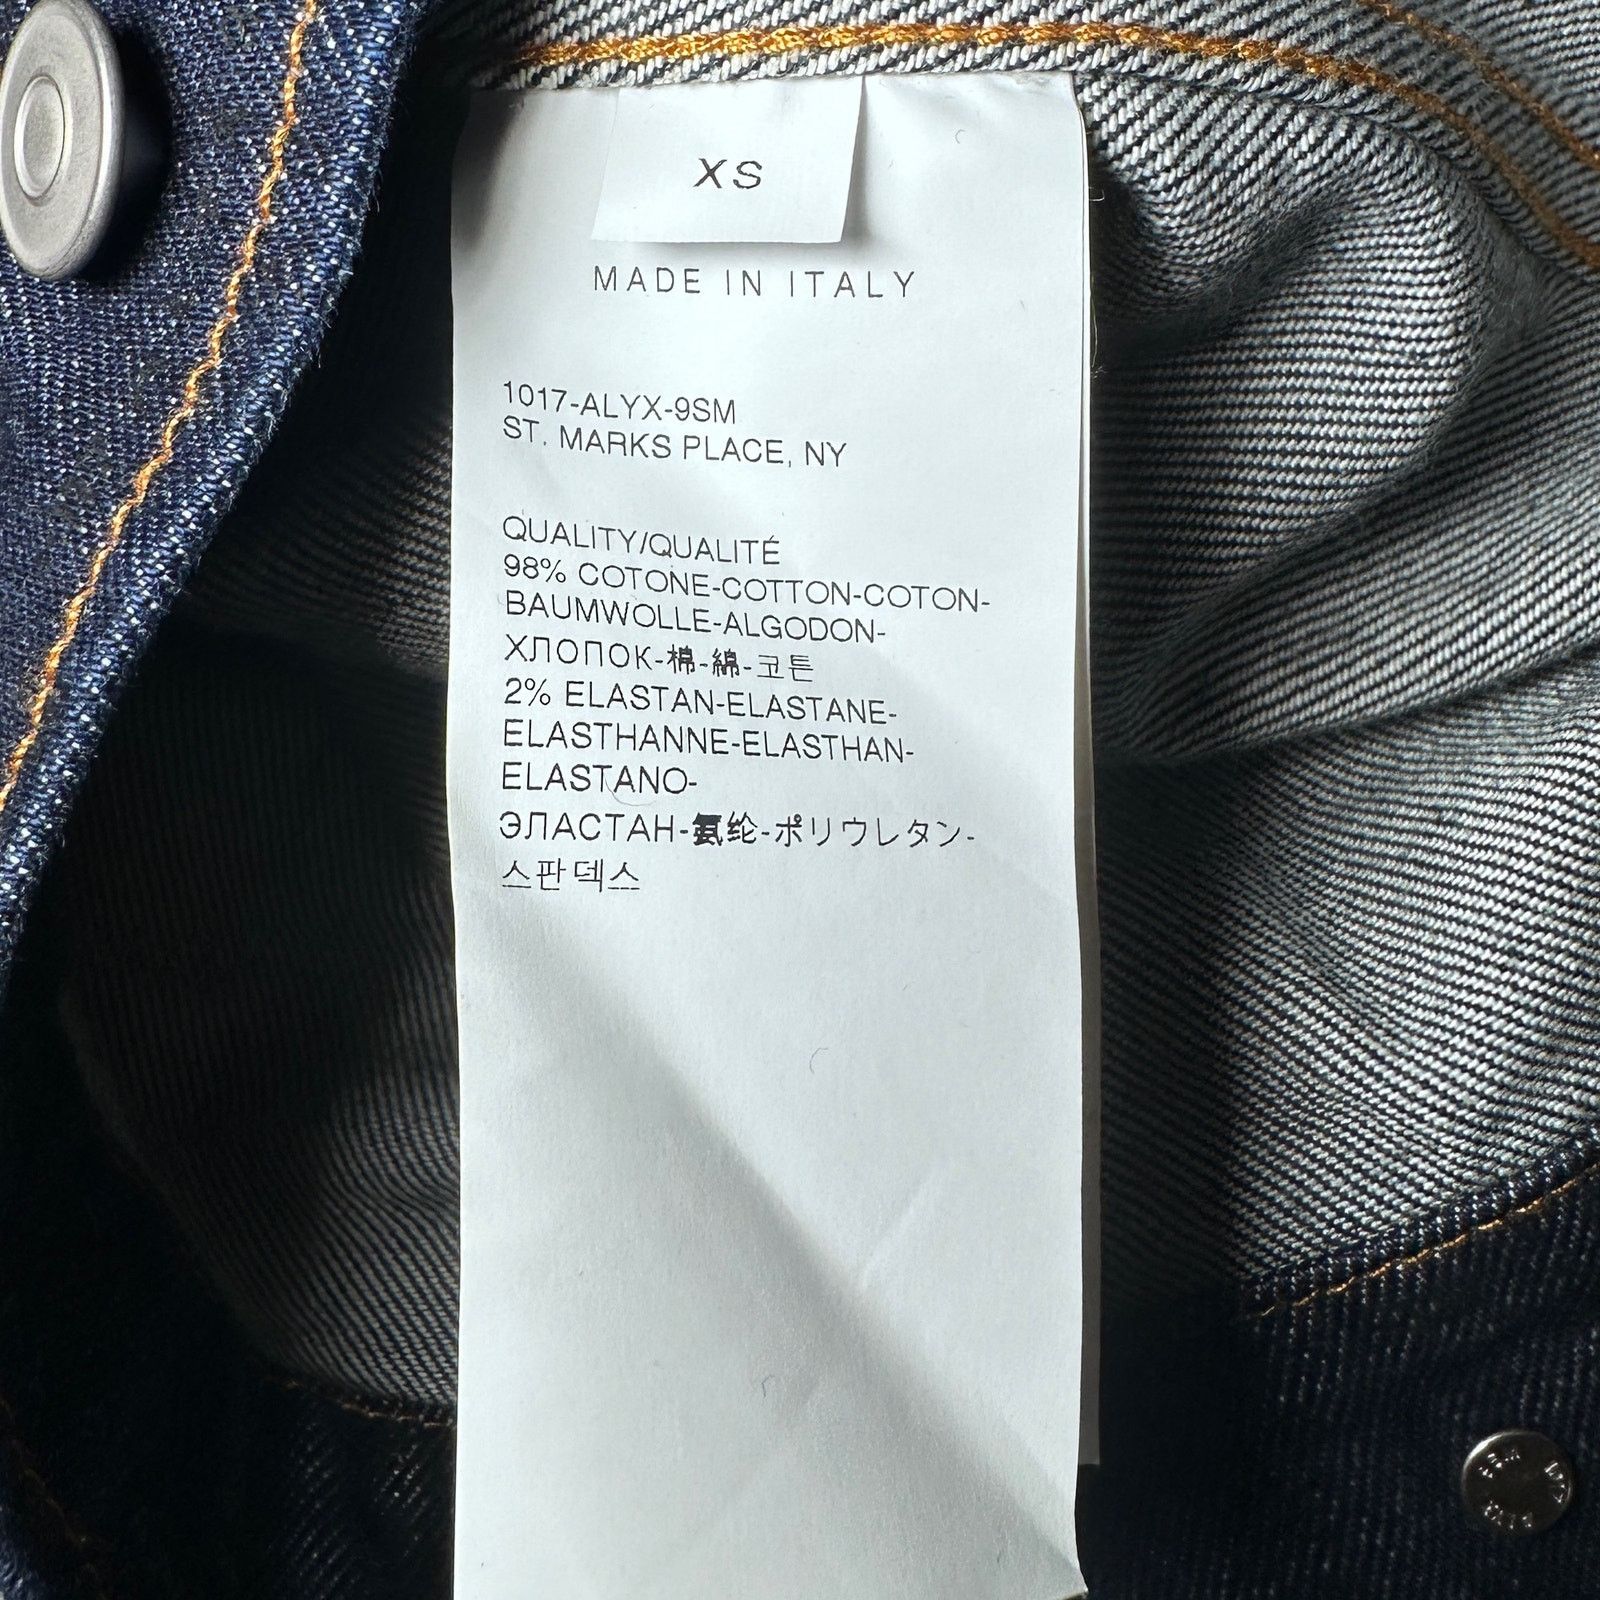 XS
MADE IN ITALY
1017-ALYX-9SM
ST. MARKS PLACE, NY
QUALITY/QUALITÉ
98% COTONE-COTTON-COTON-
BAUMWOLLE-ALGODON-
ХЛОПОК-棉-綿-코튼
2% ELASTAN-ELASTANE-
ELASTHANNE-ELASTHAN-
ELASTANO-
ЭЛАСТАН-氨纶-ポリウレタン-
스판덱스